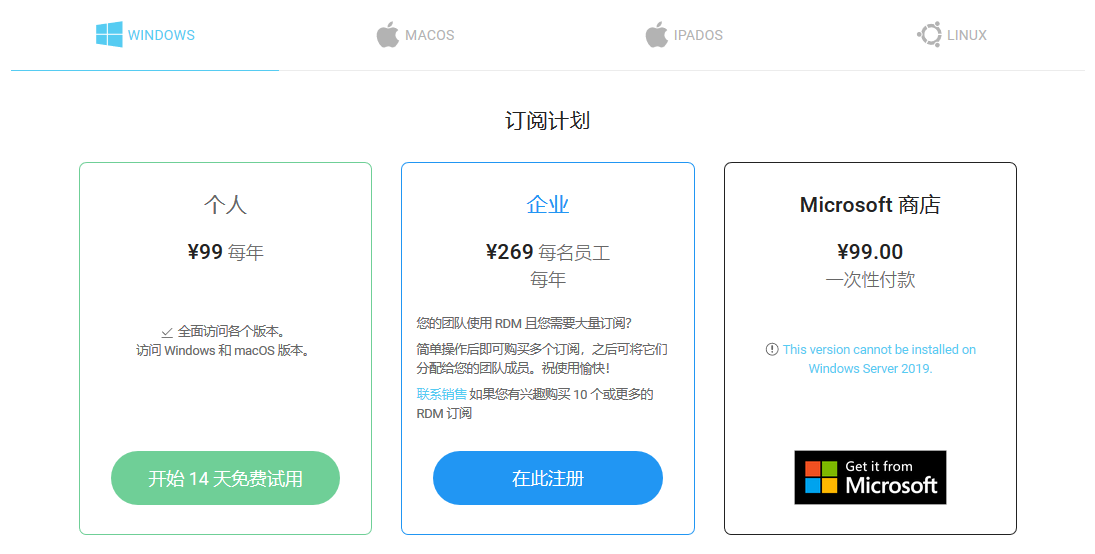 WINDOWS
MACOS
IPADOS
LINUX
订阅计划
个人
¥99 每年
全面访问各个版本。
访问 Windows 和 macOS 版本。
开始 14 天免费试用
企业
¥269 每名员工
每年
您的团队使用 RDM 且您需要大量订阅？
简单操作后即可购买多个订阅，之后可将它们
分配给您的团队成员。祝使用愉快！
联系销售 如果您有兴趣购买 10 个或更多的
RDM 订阅
在此注册
Microsoft 商店
¥99.00
一次性付款
This version cannot be installed on
Windows Server 2019.
Get it from
Microsoft